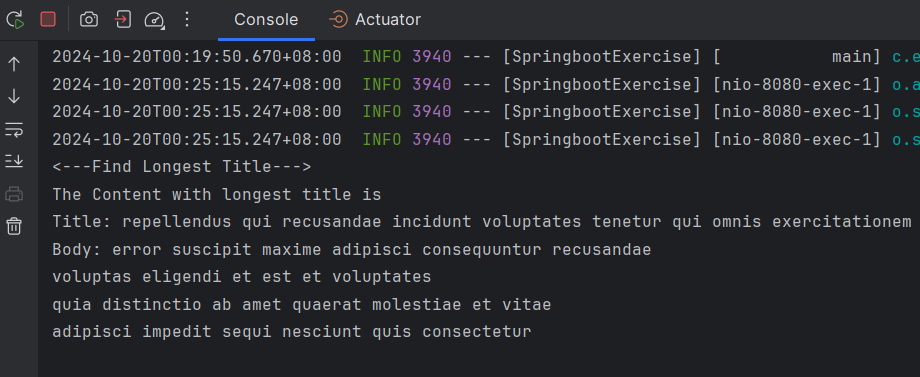 Console Actuator
2024-10-20T00:19:50.670+08:00  INFO 3940 --- [SpringbootExercise] [           main] c.e
2024-10-20T00:25:15.247+08:00  INFO 3940 --- [SpringbootExercise] [nio-8080-exec-1] o.a
2024-10-20T00:25:15.247+08:00  INFO 3940 --- [SpringbootExercise] [nio-8080-exec-1] o.s
2024-10-20T00:25:15.247+08:00  INFO 3940 --- [SpringbootExercise] [nio-8080-exec-1] o.s
<---Find Longest Title--->
The Content with longest title is
Title: repellendus qui recusandae incidunt voluptates tenetur qui omnis exercitationem
Body: error suscipit maxime adipisci consequuntur recusandae
voluptas eligendi et est et voluptates
quia distinctio ab amet quaerat molestiae et vitae
adipisci impedit sequi nesciunt quis consectetur